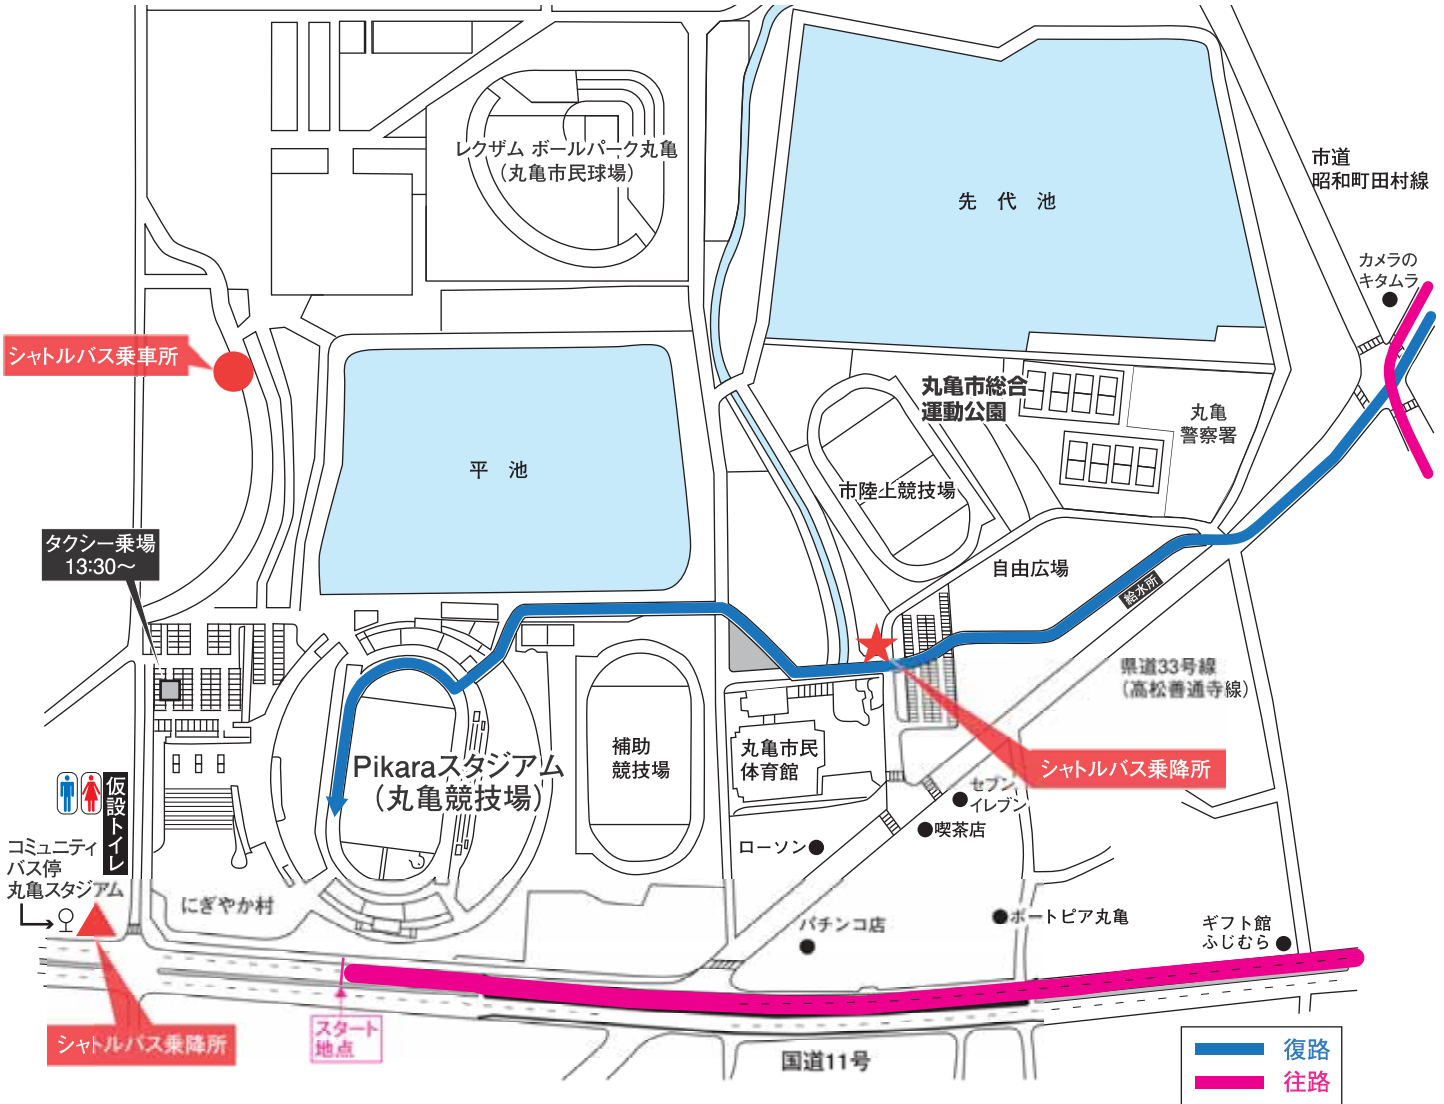 レクザム ボールパーク丸亀
(丸亀市民球場)
先 代 池
市道
昭和町田村線
カメラの
キタムラ
シャトルバス乗車所
丸亀市総合
運動公園
丸亀
警察署
平 池
市陸上競技場
タクシー乗場
13:30〜
自由広場
給水所
県道33号線
(高松善通寺線)
Pikaraスタジアム
(丸亀競技場)
補助
競技場
丸亀市民
体育館
シャトルバス乗降所
セブン
イレブン
喫茶店
ローソン
仮設トイレ
コミュニティ
バス停
丸亀スタジアム
にぎやか村
パチンコ店
ボートピア丸亀
ギフト館
ふじむら
シャトルバス乗降所
スタート
地点
国道11号
復路
往路